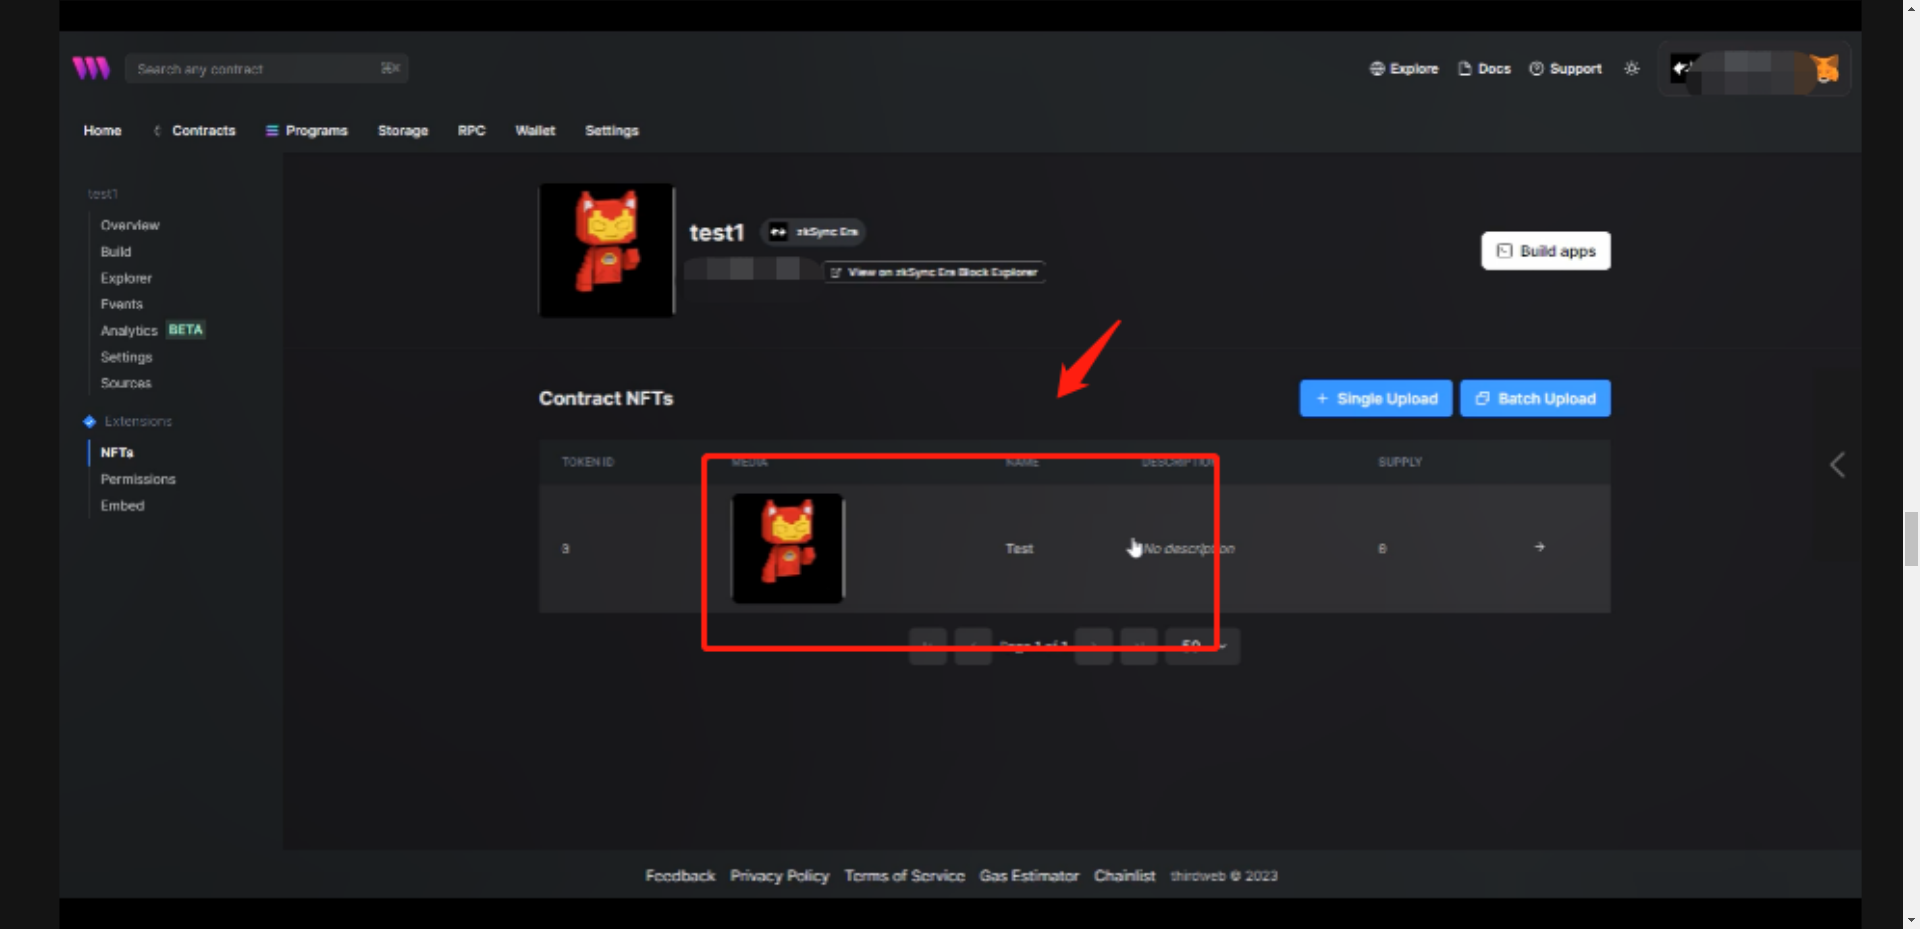 Search any contract ⌘K
Explore Docs Support
Home Contracts Programs Storage RPC Wallet Settings
test1
Overview
Build
Explorer
Events
Analytics BETA
Settings
Sources
Extensions
NFTs
Permissions
Embed
test1 zkSync Era
View on zkSync Era Block Explorer
Build apps
Contract NFTs
+ Single Upload
Batch Upload
TOKEN ID MEDIA NAME DESCRIPTION SUPPLY
Test No description
Page 1 of 1 50
Feedback Privacy Policy Terms of Service Gas Estimator Chainlist thirdweb © 2023